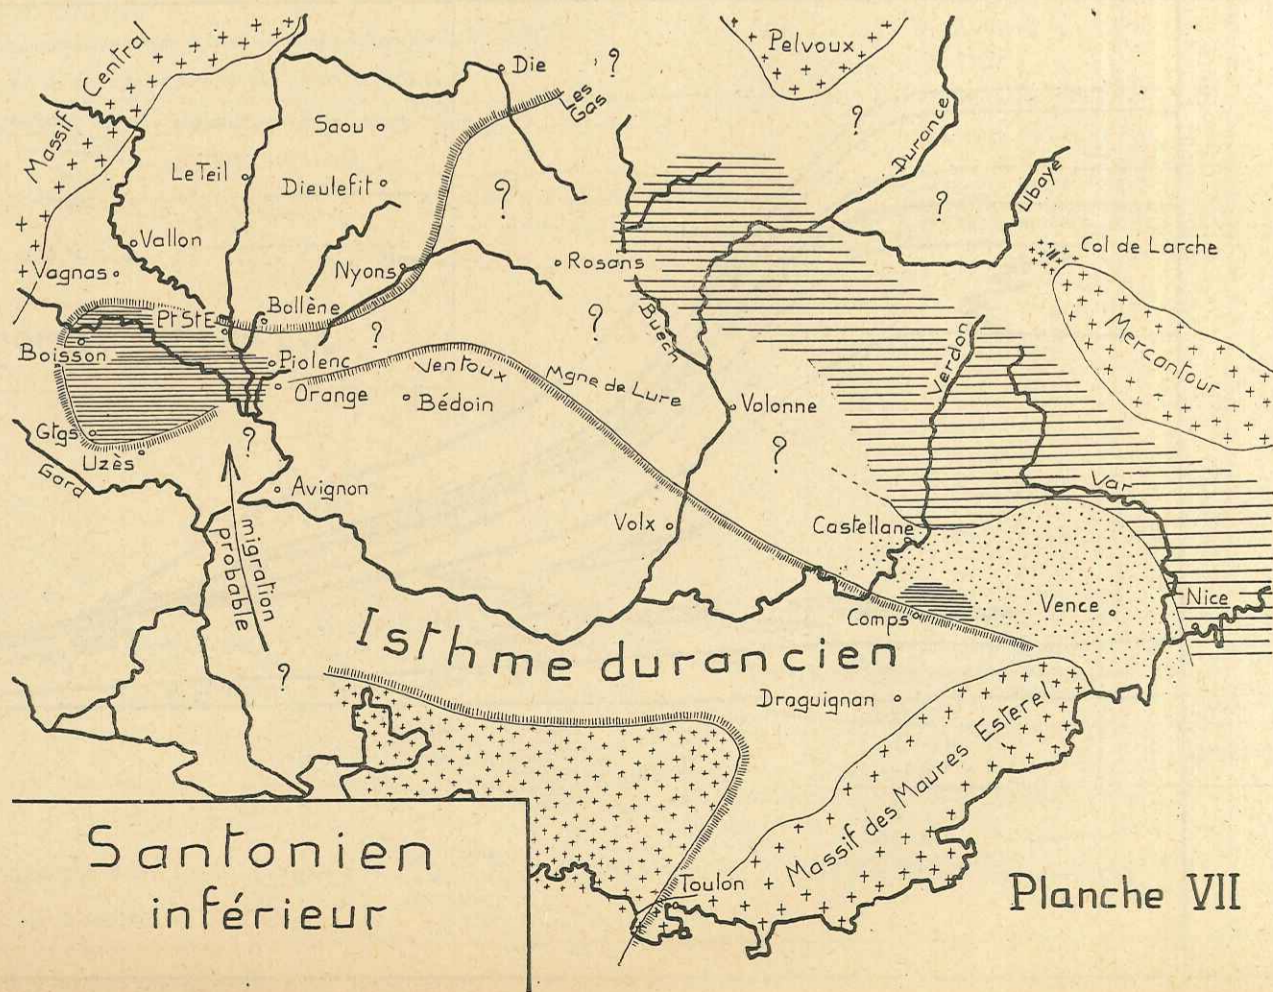 Massif Central
Pelvoux
Die
?
Les Gas
Saou
Durance
?
Le Teil
Dieulefit
?
Ubaye
?
Vallon
Col de Larche
Vagnas
Nyons
Rosans
Mercantour
Pt St E
Bollène
?
?
Buech
Boisson
Piolenc
Ventoux
Mgne de Lure
Verdon
Orange
Bédoin
Volonne
Gtgs
?
?
Uzès
Gard
Avignon
Var
Volx
Castellane
migration
probable
Comps
Vence
Nice
Isthme durancien
?
Draguignan
Massif des Maures Esterel
Toulon
Santonien
inférieur
Planche VII